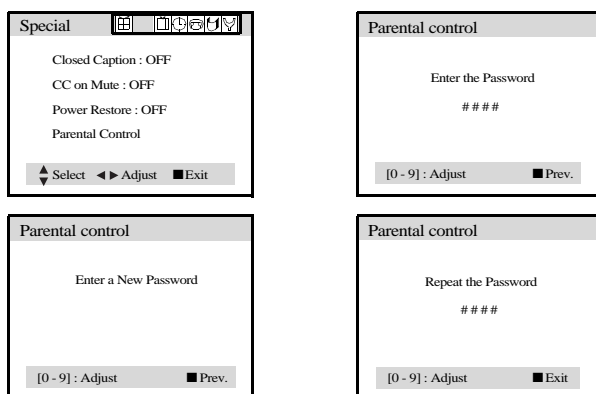 Special
Closed Caption : OFF
CC on Mute : OFF
Power Restore : OFF
Parental Control
▲▼ Select ◄► Adjust ■ Exit
Parental control
Enter the Password
# # # #
[0 - 9] : Adjust ■ Prev.
Parental control
Enter a New Password
[0 - 9] : Adjust ■ Prev.
Parental control
Repeat the Password
# # # #
[0 - 9] : Adjust ■ Exit